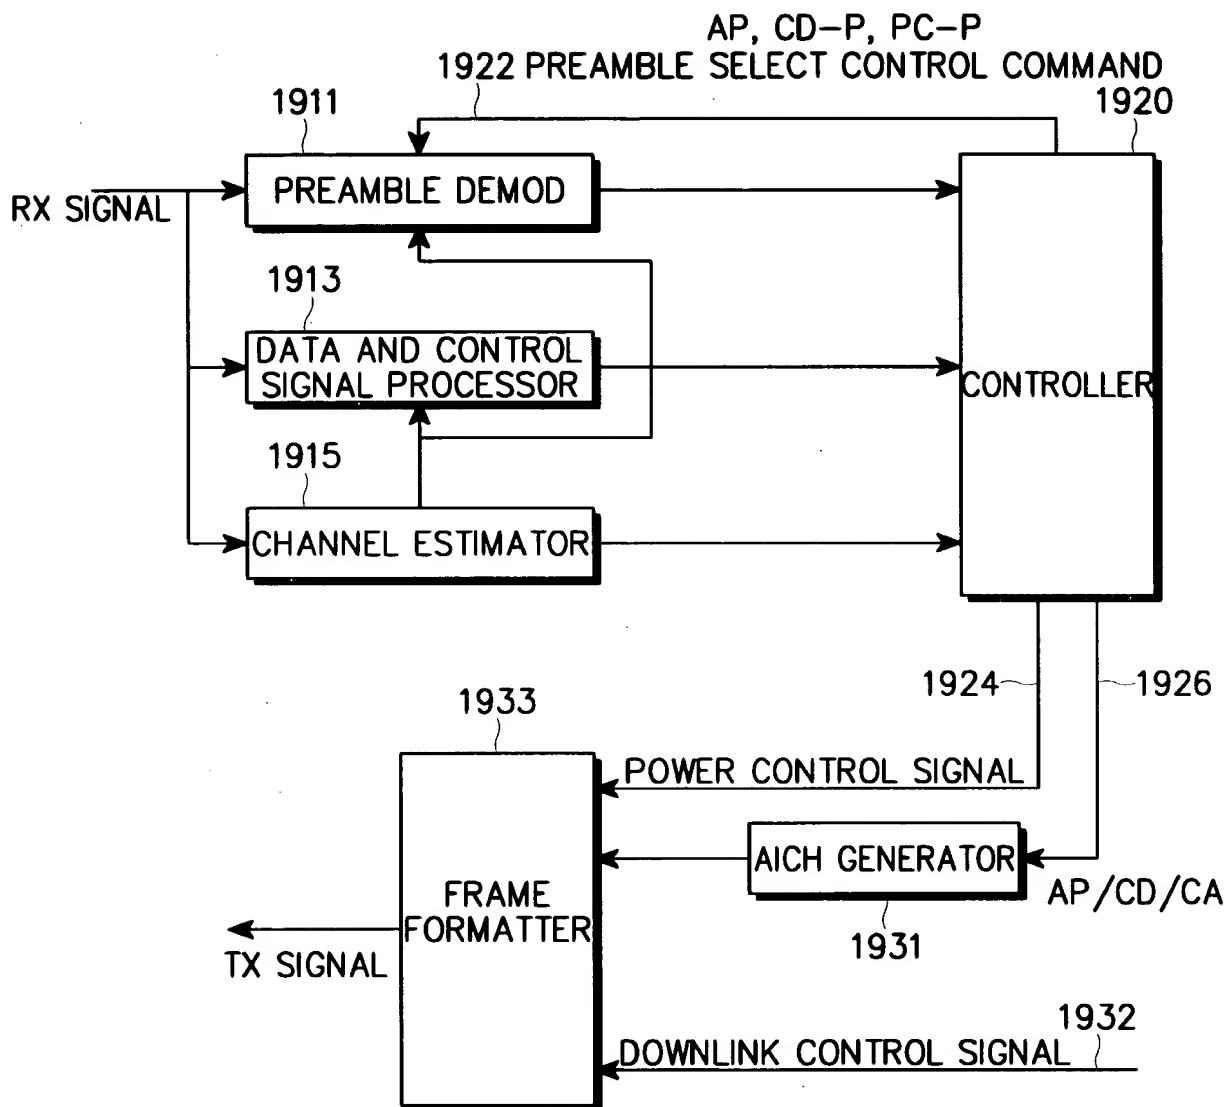 AP, CD-P, PC-P
1922 PREAMBLE SELECT CONTROL COMMAND
1911
1920
PREAMBLE DEMOD
RX SIGNAL
1913
DATA AND CONTROL
SIGNAL PROCESSOR
CONTROLLER
1915
CHANNEL ESTIMATOR
1924
1926
1933
POWER CONTROL SIGNAL
AICH GENERATOR
AP/CD/CA
FRAME
FORMATTER
1931
TX SIGNAL
1932
DOWNLINK CONTROL SIGNAL